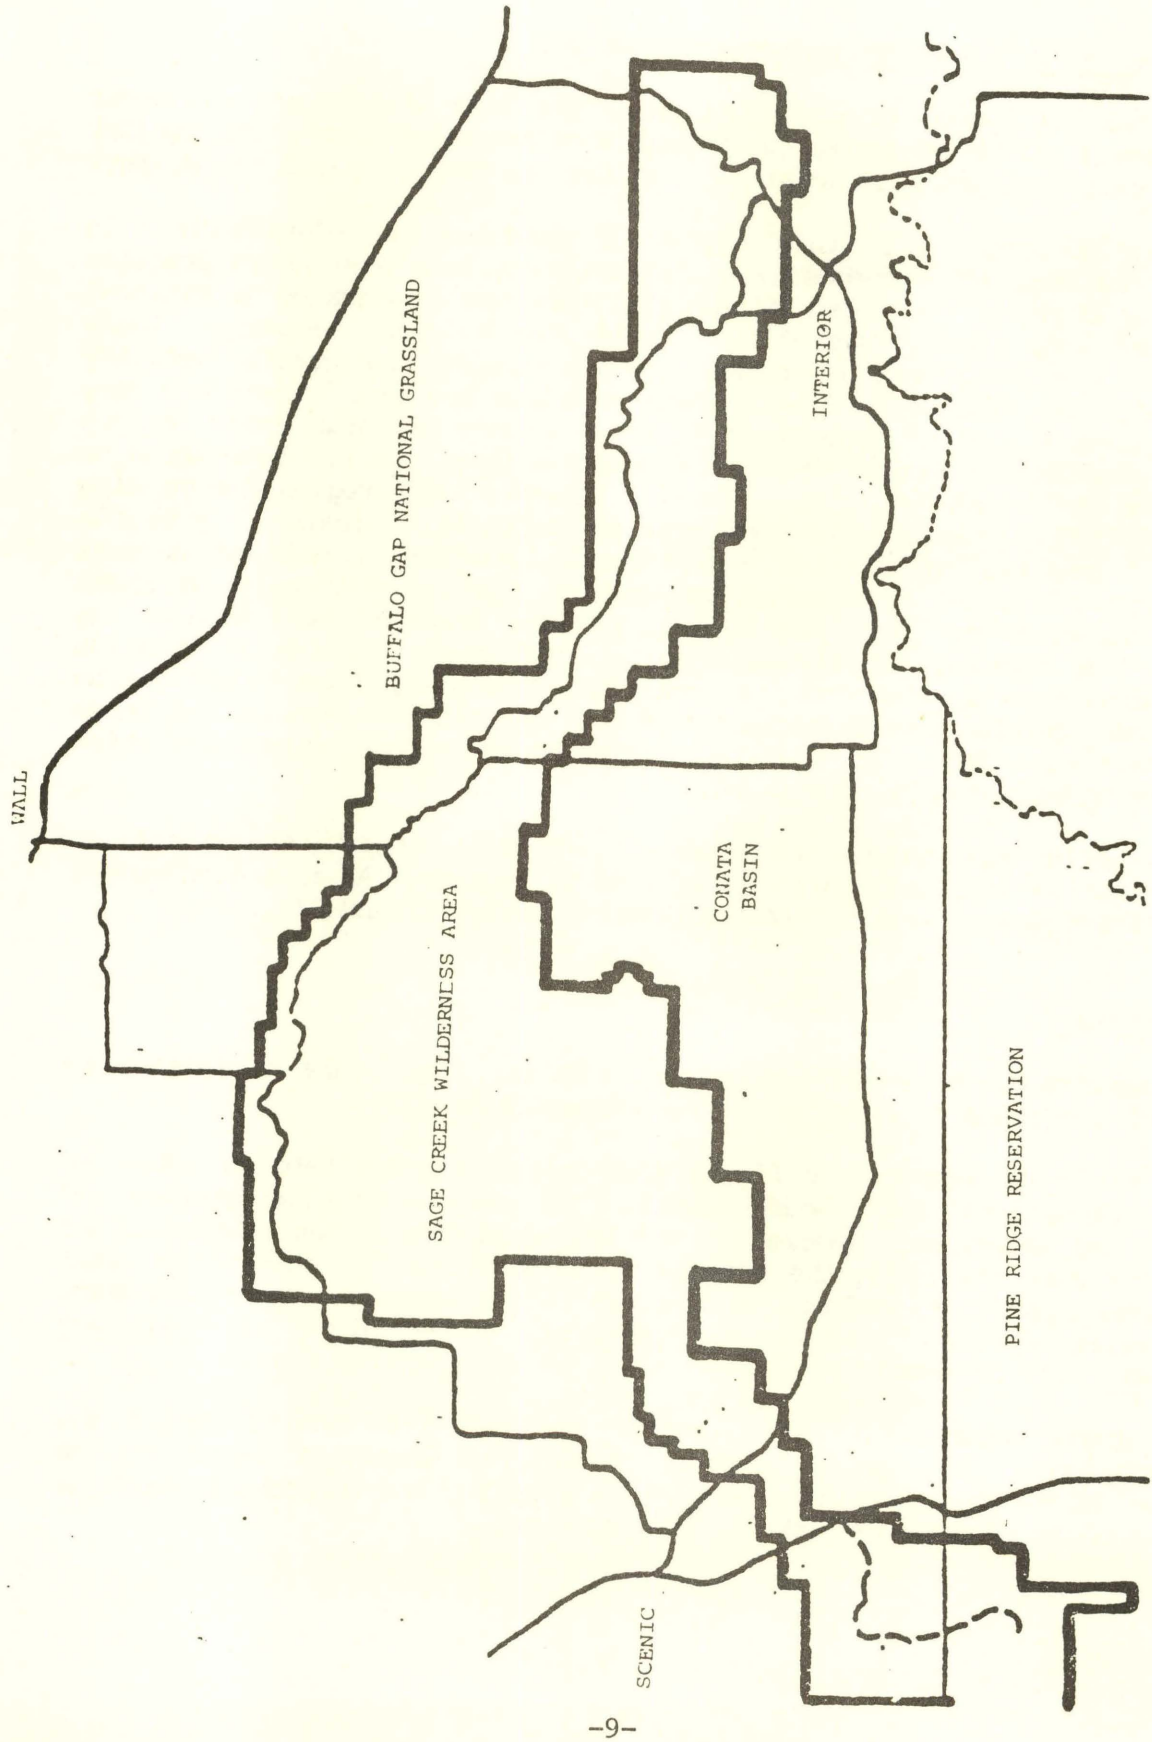 WALL
BUFFALO GAP NATIONAL GRASSLAND
SAGE CREEK WILDERNESS AREA
CONATA
BASIN
INTERIOR
SCENIC
PINE RIDGE RESERVATION
-9-